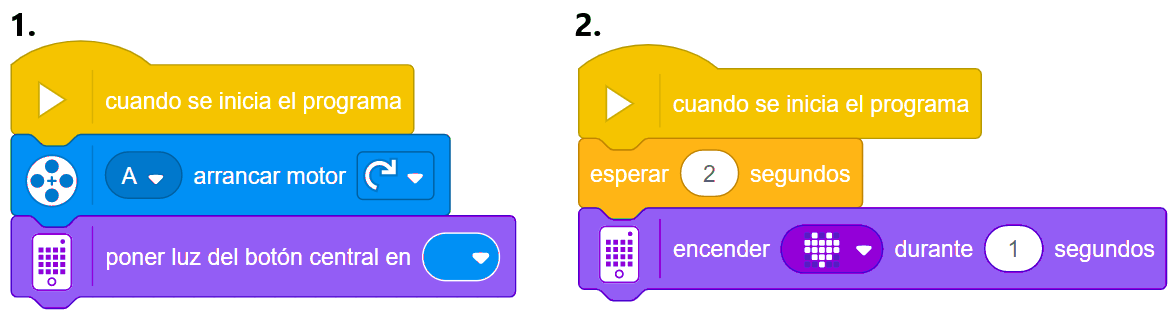 1.
cuando se inicia el programa
A arrancar motor
poner luz del botón central en
2.
cuando se inicia el programa
esperar 2 segundos
encender durante 1 segundos